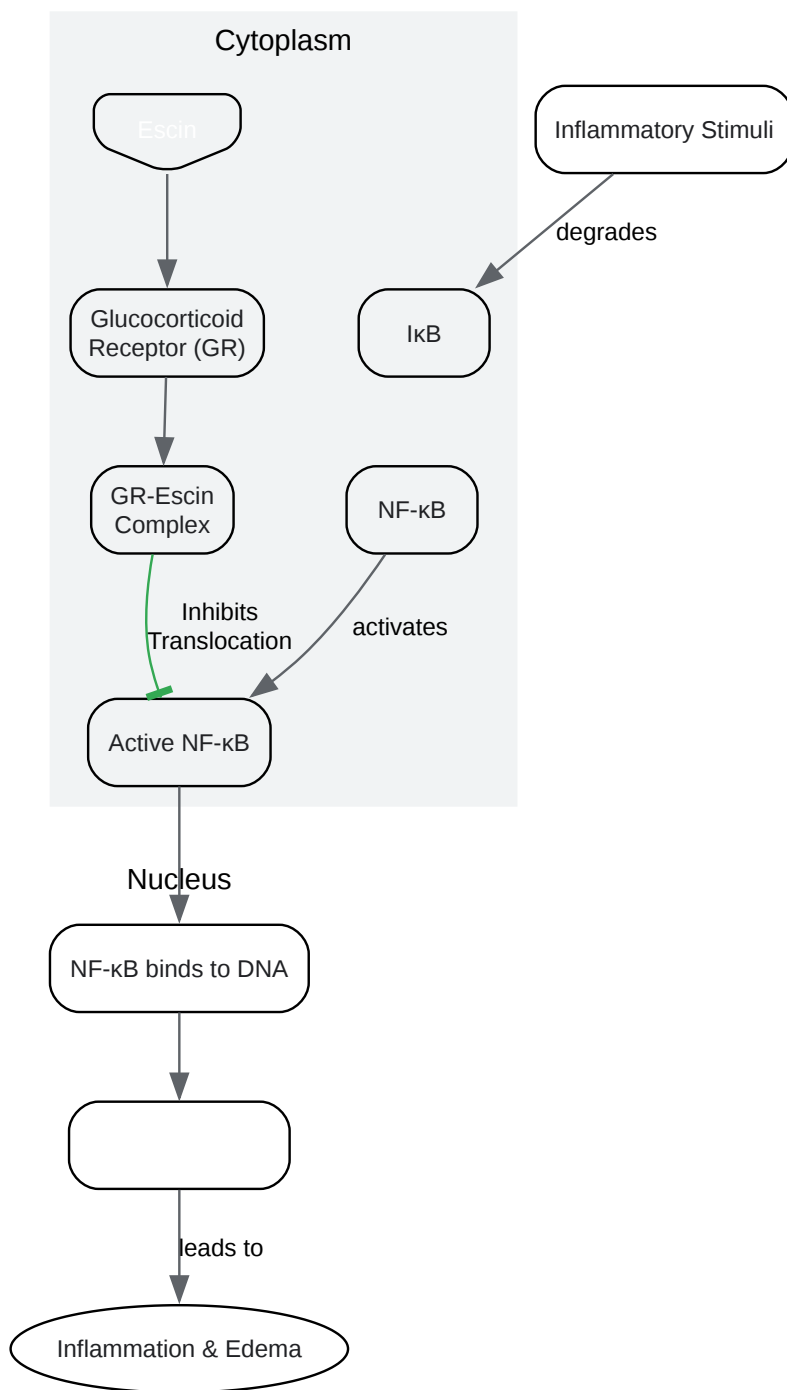 Cytoplasm
Escin
Inflammatory Stimuli
degrades
Glucocorticoid
Receptor (GR)
IκB
GR-Escin
Complex
NF-κB
Inhibits
Translocation
activates
Active NF-κB
Nucleus
NF-κB binds to DNA
leads to
Inflammation & Edema